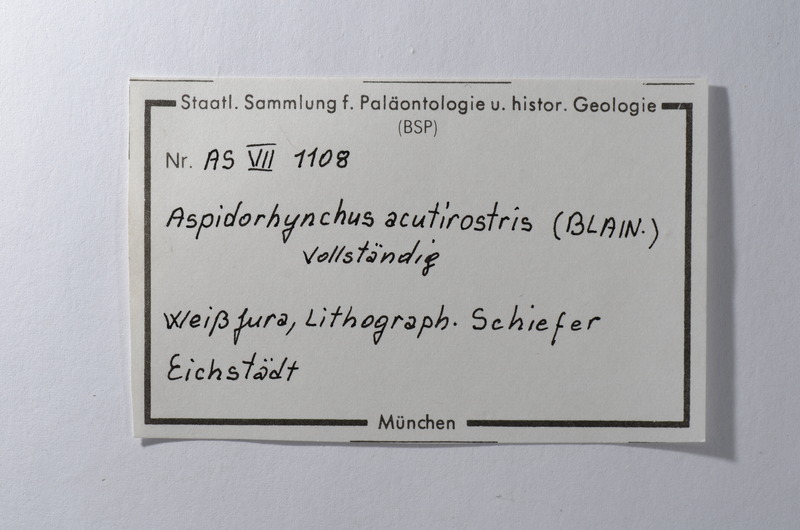 Staatl. Sammlung f. Paläontologie u. histor. Geologie
(BSP)
Nr. AS VII 1108
Aspidorhynchus acutirostris (BLAIN.)
vollständig
Weißjura, Lithograph. Schiefer
Eichstädt
München